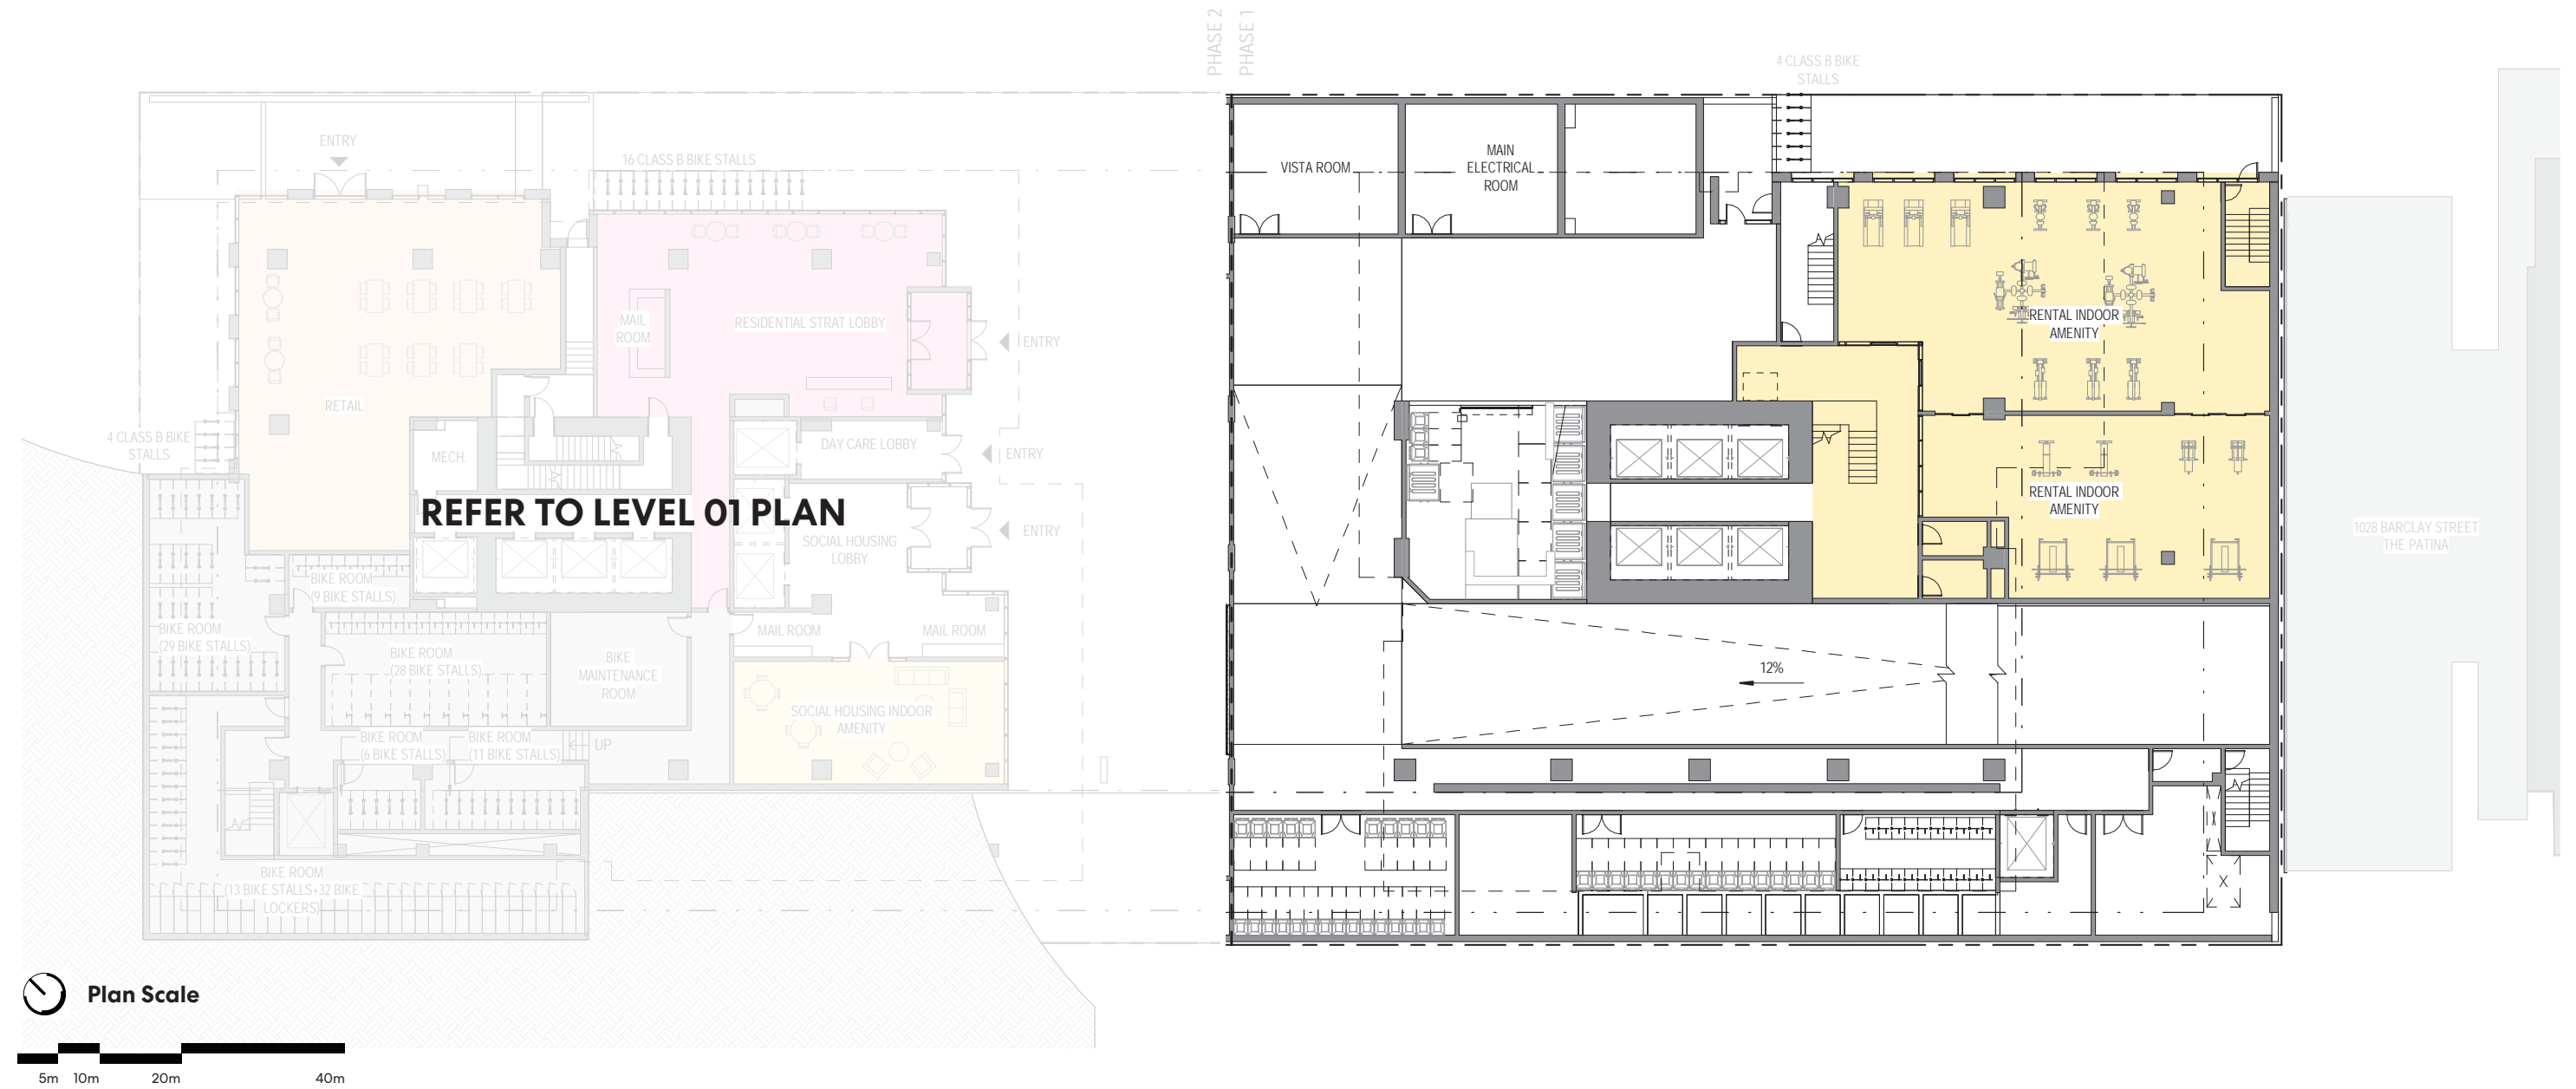 PHASE 2
PHASE 1
4 CLASS B BIKE
STALLS
ENTRY
16 CLASS B BIKE STALLS
VISTA ROOM
MAIN
ELECTRICAL
ROOM
MAIL
ROOM
RESIDENTIAL STRAT LOBBY
ENTRY
RENTAL INDOOR
AMENITY
RETAIL
4 CLASS B BIKE
STALLS
MECH.
DAY CARE LOBBY
ENTRY
REFER TO LEVEL 01 PLAN
SOCIAL HOUSING
LOBBY
ENTRY
RENTAL INDOOR
AMENITY
1028 BARCLAY STREET
THE PATINA
BIKE ROOM
(9 BIKE STALLS)
BIKE ROOM
(29 BIKE STALLS)
BIKE ROOM
(28 BIKE STALLS)
BIKE
MAINTENANCE
ROOM
MAIL ROOM
MAIL ROOM
12%
SOCIAL HOUSING INDOOR
AMENITY
BIKE ROOM
(6 BIKE STALLS)
BIKE ROOM
(11 BIKE STALLS)
UP
BIKE ROOM
(13 BIKE STALLS+32 BIKE
LOCKERS)
X
Plan Scale
5m 10m 20m 40m